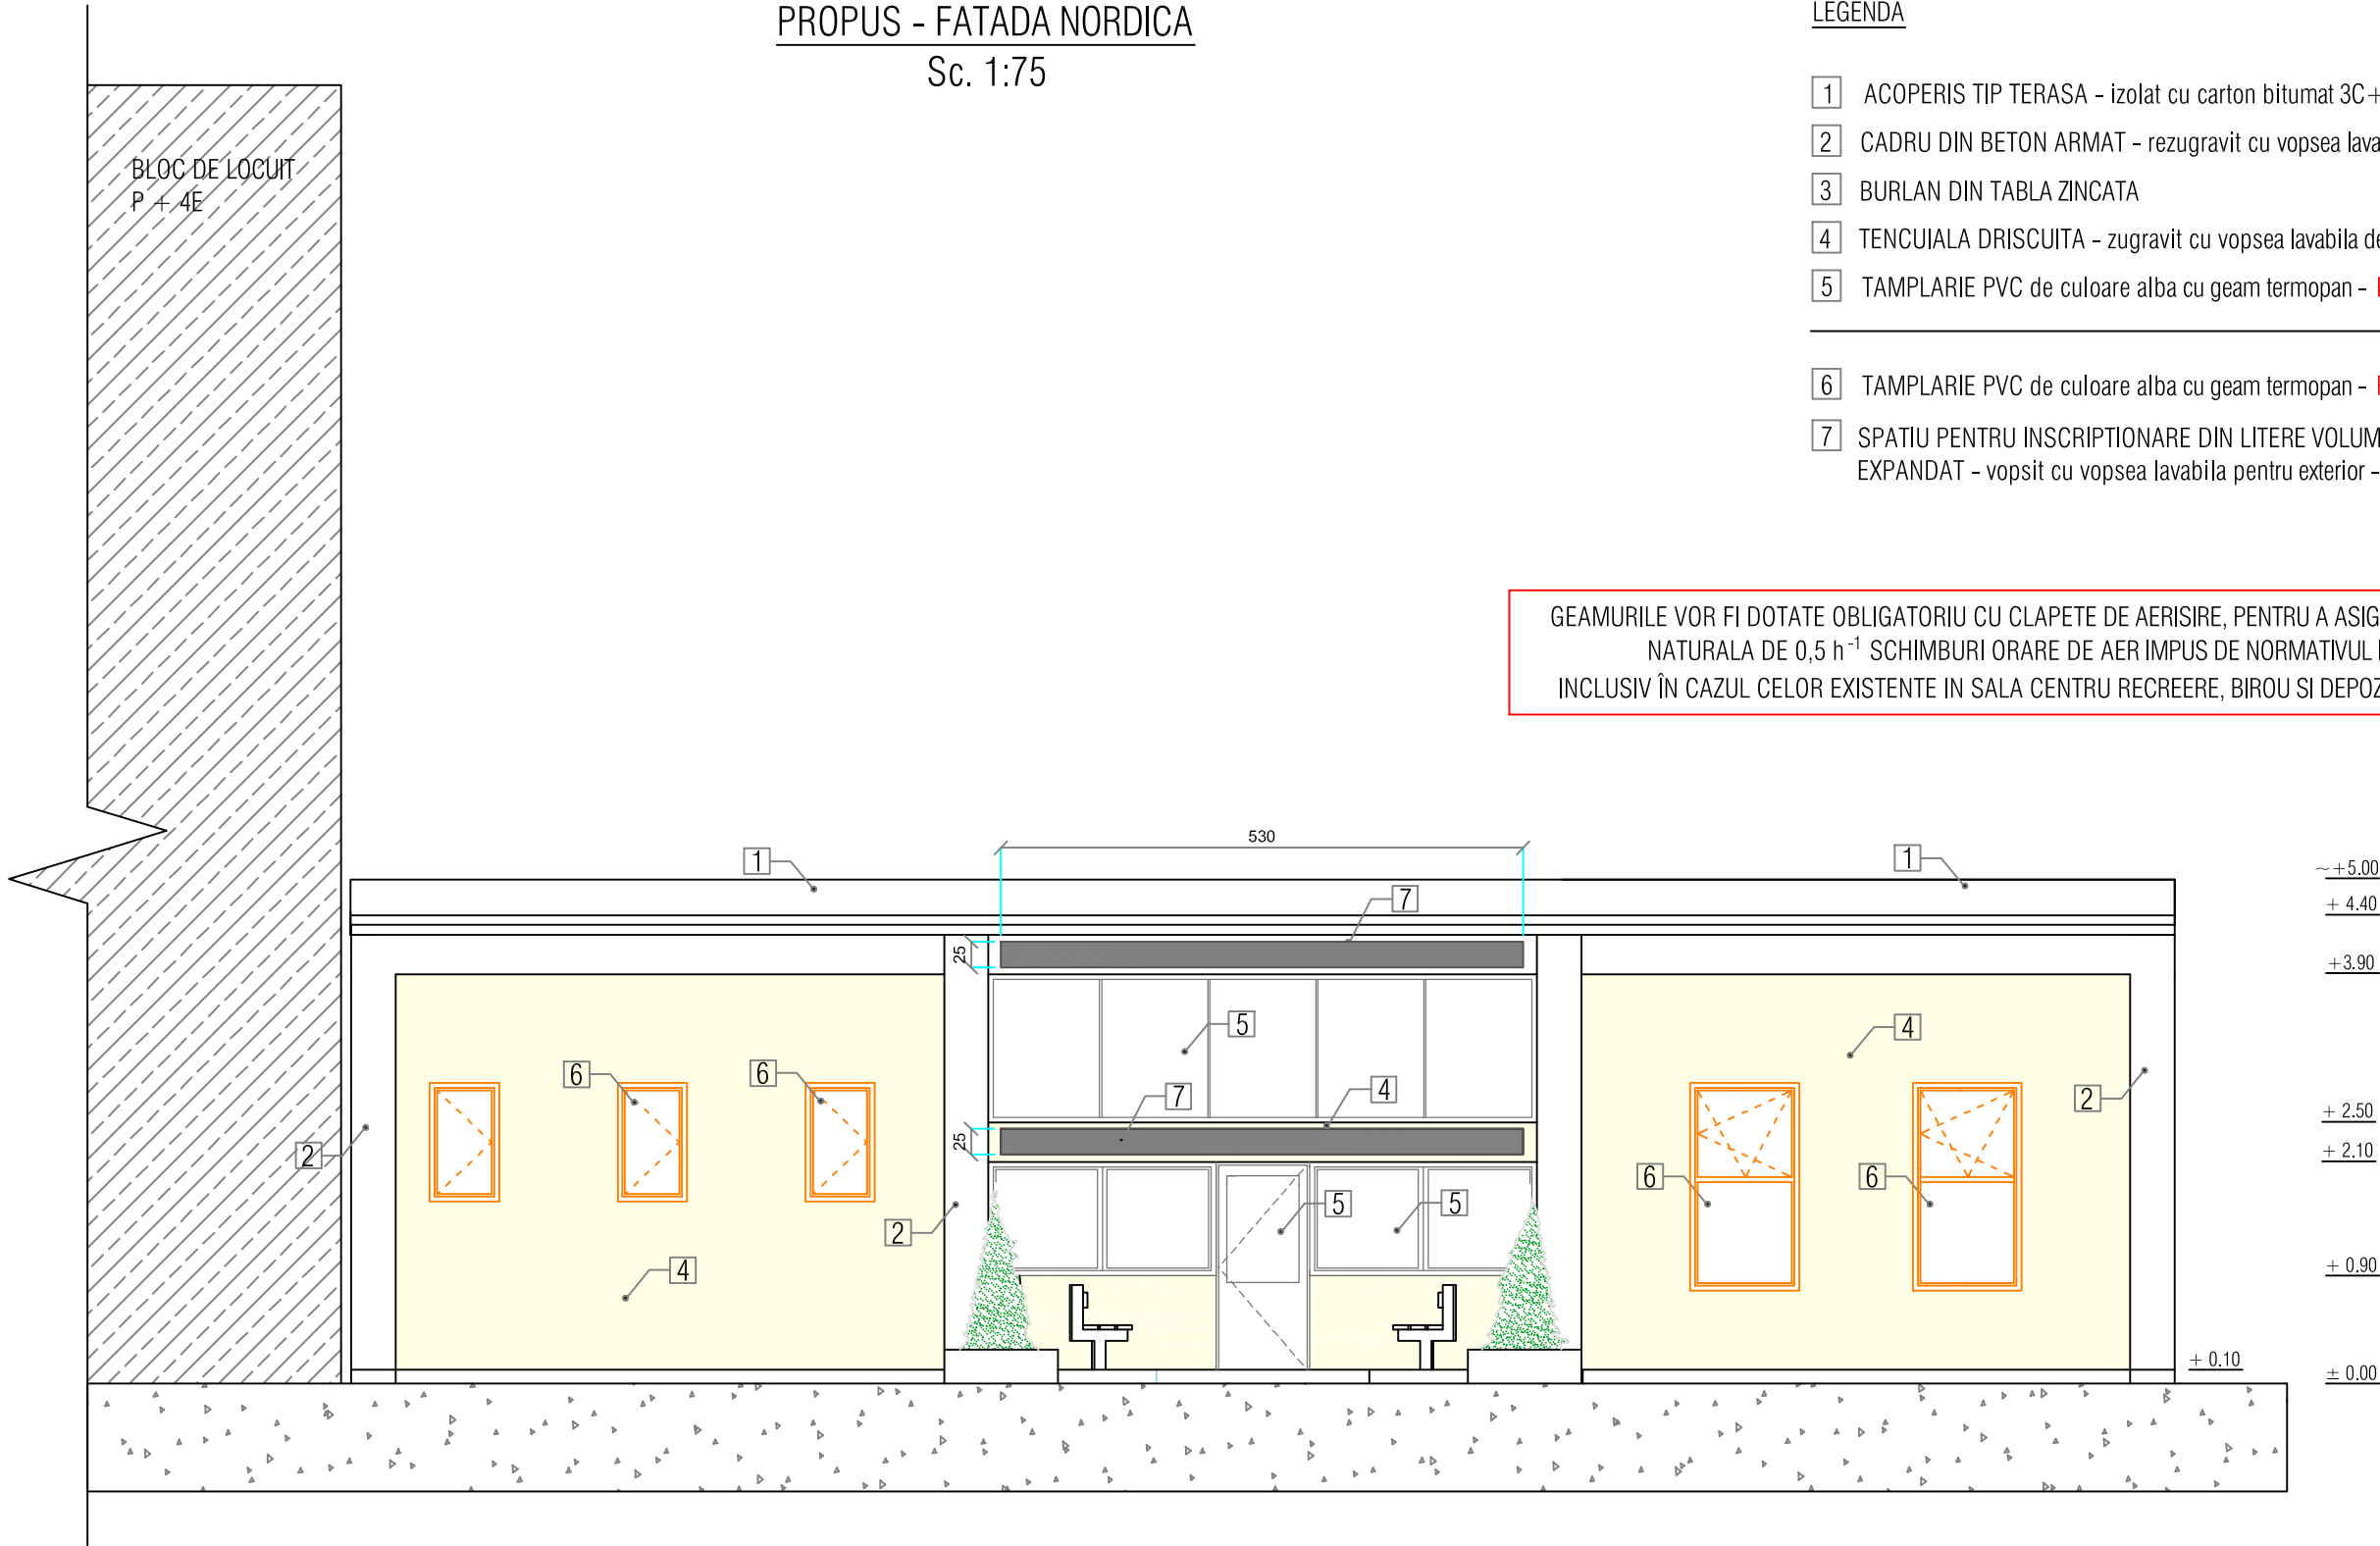 PROPUS - FATADA NORDICA
Sc. 1:75
LEGENDA
1 ACOPERIS TIP TERASA - izolat cu carton bitumat 3C+
2 CADRU DIN BETON ARMAT - rezugravit cu vopsea lava
3 BURLAN DIN TABLA ZINCATA
4 TENCUIALA DRISCUITA - zugravit cu vopsea lavabila de
5 TAMPLARIE PVC de culoare alba cu geam termopan -
6 TAMPLARIE PVC de culoare alba cu geam termopan -
7 SPATIU PENTRU INSCRIPTIONARE DIN LITERE VOLUM
EXPANDAT - vopsit cu vopsea lavabila pentru exterior -
BLOC DE LOCUIT
P + 4E
GEAMURILE VOR FI DOTATE OBLIGATORIU CU CLAPETE DE AERISIRE, PENTRU A ASIG
NATURALA DE 0,5 h⁻¹ SCHIMBURI ORARE DE AER IMPUS DE NORMATIVUL
INCLUSIV ÎN CAZUL CELOR EXISTENTE IN SALA CENTRU RECREERE, BIROU SI DEPOZ
530
1
1
~+5.00
7
+ 4.40
25
+3.90
5
4
6
6
7
4
2
+ 2.50
25
2
+ 2.10
6
6
5
5
2
4
+ 0.90
+ 0.10
± 0.00